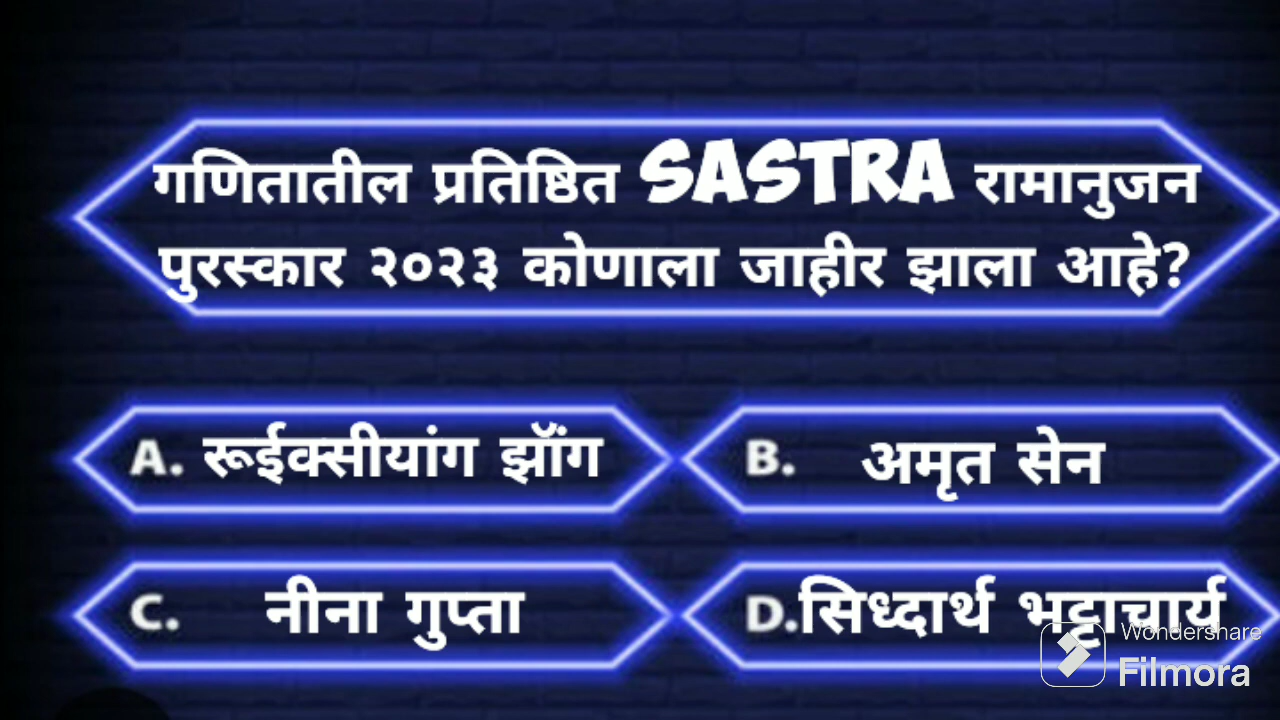 गणितातील प्रतिष्ठित SASTRA रामानुजन
पुरस्कार २०२३ कोणाला जाहीर झाला आहे?
A. रूईक्सीयांग झॉंग
B. अमृत सेन
C. नीना गुप्ता
D.सिध्दार्थ भट्टाचार्य
Wondershare
Filmora